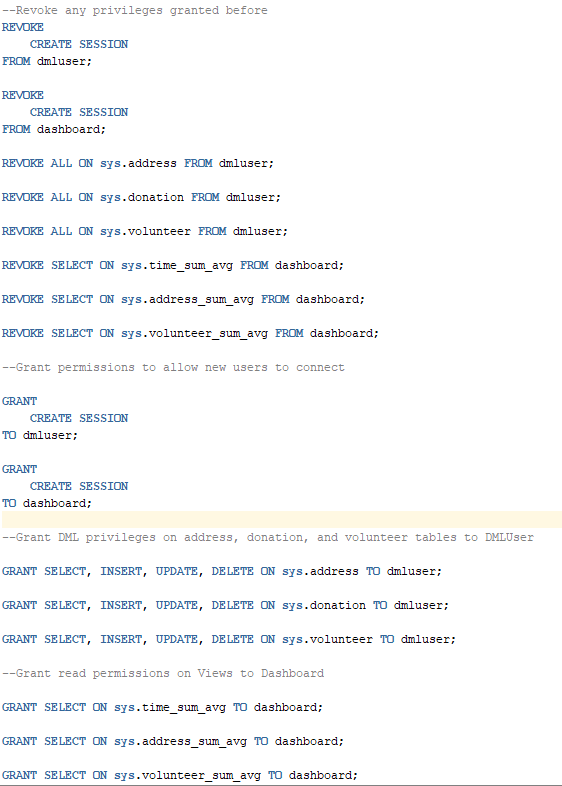 --Revoke any privileges granted before
REVOKE
    CREATE SESSION
FROM dmluser;
REVOKE
    CREATE SESSION
FROM dashboard;
REVOKE ALL ON sys.address FROM dmluser;
REVOKE ALL ON sys.donation FROM dmluser;
REVOKE ALL ON sys.volunteer FROM dmluser;
REVOKE SELECT ON sys.time_sum_avg FROM dashboard;
REVOKE SELECT ON sys.address_sum_avg FROM dashboard;
REVOKE SELECT ON sys.volunteer_sum_avg FROM dashboard;
--Grant permissions to allow new users to connect
GRANT
    CREATE SESSION
TO dmluser;
GRANT
    CREATE SESSION
TO dashboard;
--Grant DML privileges on address, donation, and volunteer tables to DMLUser
GRANT SELECT, INSERT, UPDATE, DELETE ON sys.address TO dmluser;
GRANT SELECT, INSERT, UPDATE, DELETE ON sys.donation TO dmluser;
GRANT SELECT, INSERT, UPDATE, DELETE ON sys.volunteer TO dmluser;
--Grant read permissions on Views to Dashboard
GRANT SELECT ON sys.time_sum_avg TO dashboard;
GRANT SELECT ON sys.address_sum_avg TO dashboard;
GRANT SELECT ON sys.volunteer_sum_avg TO dashboard;